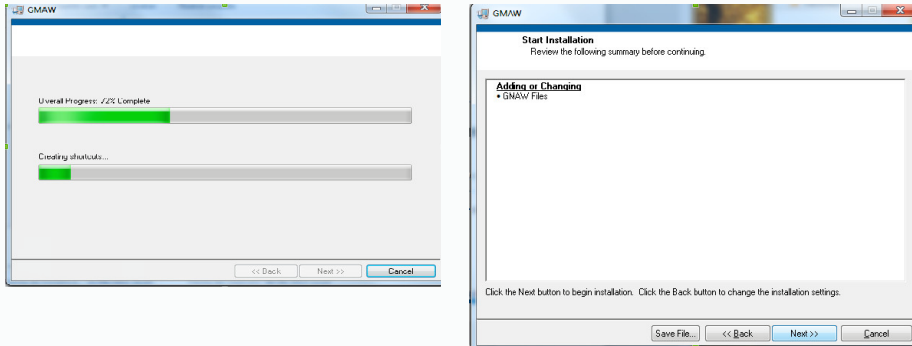 GMAW
Overall Progress: 72% Complete
Creating shortcuts...
<< Back
Next >>
Cancel
GMAW
Start Installation
Review the following summary before continuing.
Adding or Changing
• GNAW Files
Click the Next button to begin installation. Click the Back button to change the installation settings.
Save File...
<< Back
Next >>
Cancel